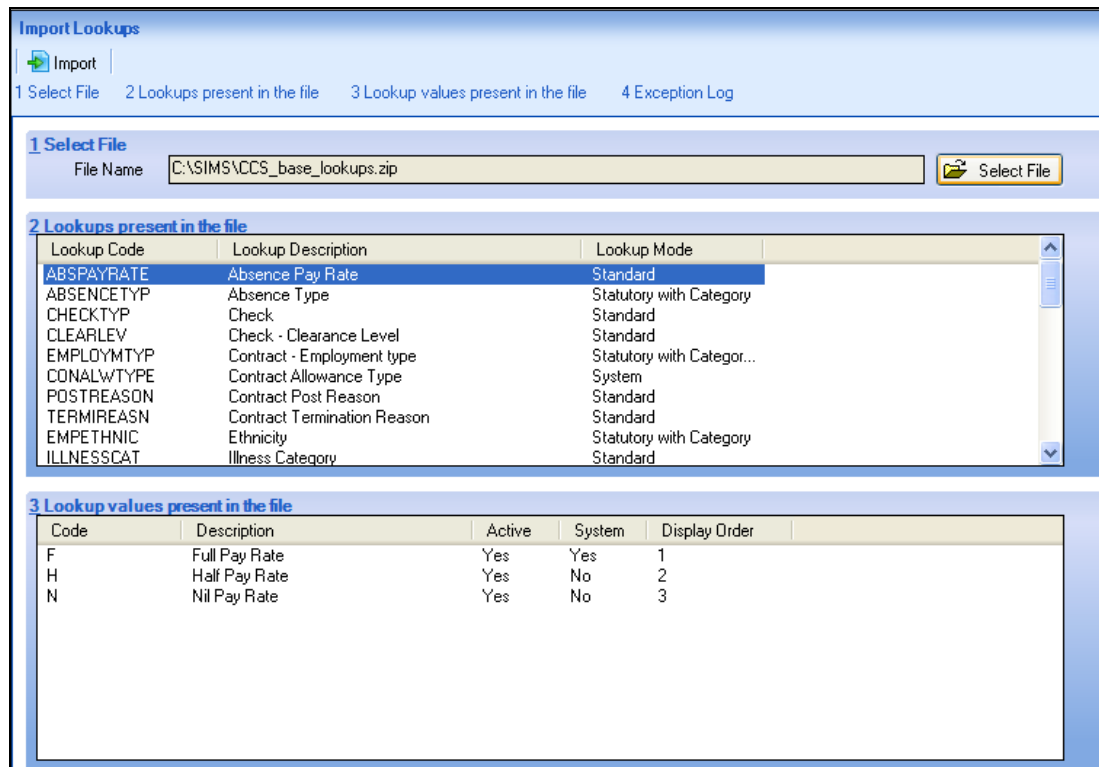 Import Lookups
Import
1 Select File 2 Lookups present in the file 3 Lookup values present in the file 4 Exception Log
1 Select File
File Name C:\SIMS\CCS_base_lookups.zip Select File
2 Lookups present in the file
Lookup Code Lookup Description Lookup Mode
ABSPAYRATE Absence Pay Rate Standard
ABSENCETYP Absence Type Statutory with Category
CHECKTYP Check Standard
CLEARLEV Check - Clearance Level Standard
EMPLOYMTYP Contract - Employment type Statutory with Categor...
CONALWTYPE Contract Allowance Type System
POSTREASON Contract Post Reason Standard
TERMIREASN Contract Termination Reason Standard
EMPETHNIC Ethnicity Statutory with Category
ILLNESSCAT Illness Category Standard
3 Lookup values present in the file
Code Description Active System Display Order
F Full Pay Rate Yes Yes 1
H Half Pay Rate Yes No 2
N Nil Pay Rate Yes No 3